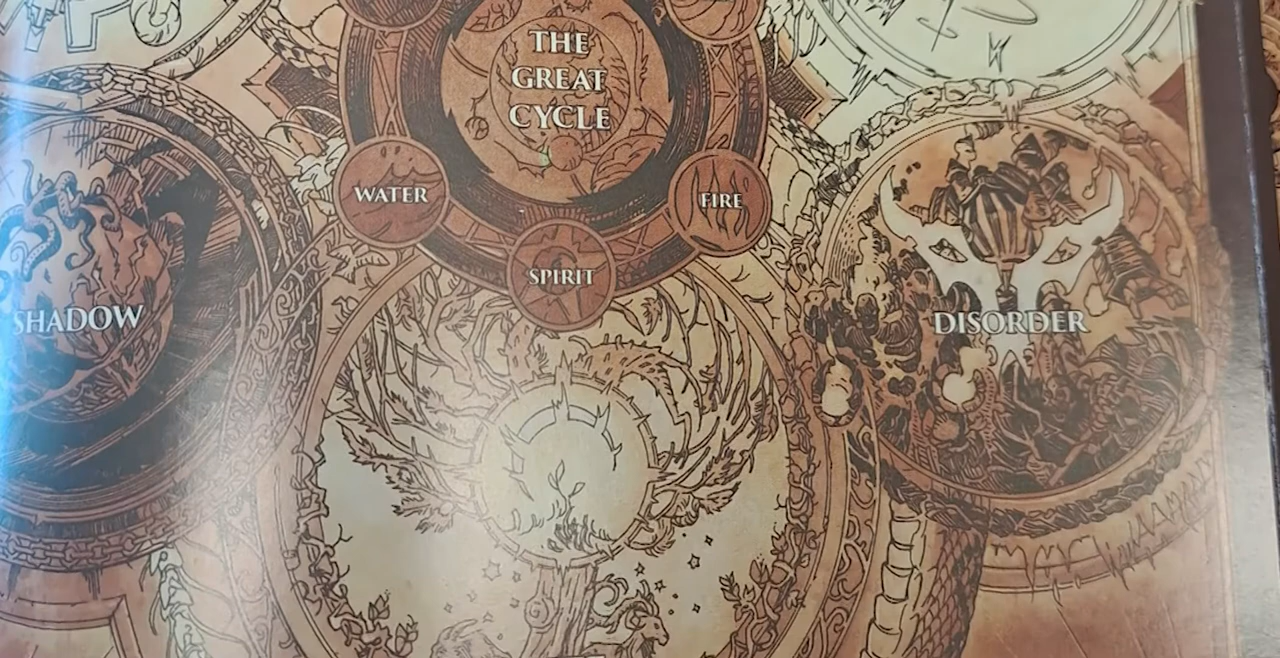 THE
GREAT
CYCLE
WATER
FIRE
SPIRIT
SHADOW
DISORDER